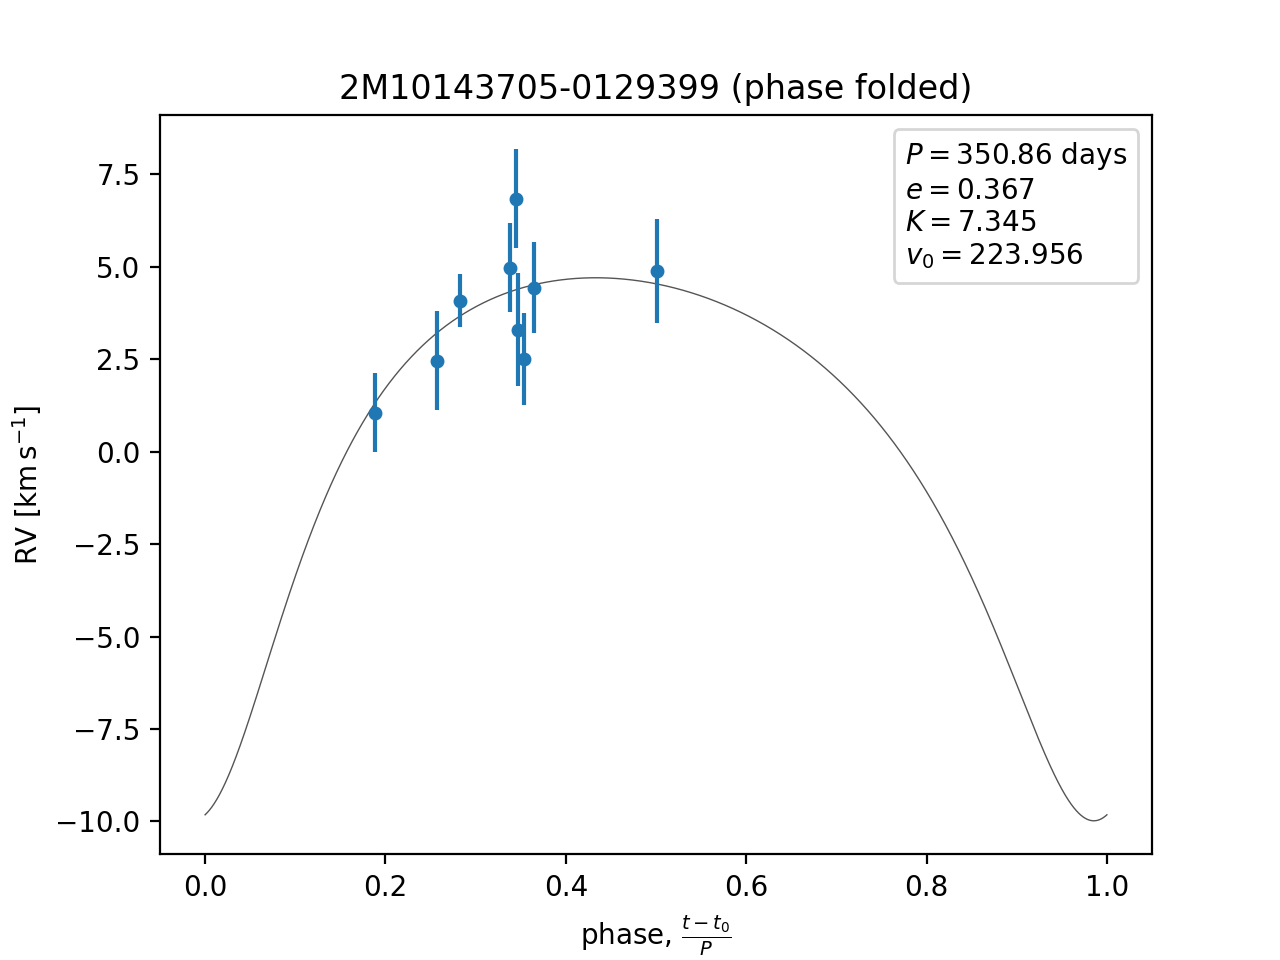 2M10143705-0129399 (phase folded)
P = 350.86 days
e = 0.367
K = 7.345
v₀ = 223.956
RV [km s⁻¹]
7.5
5.0
2.5
0.0
−2.5
−5.0
−7.5
−10.0
0.0 0.2 0.4 0.6 0.8 1.0
phase, (t − t₀)/P